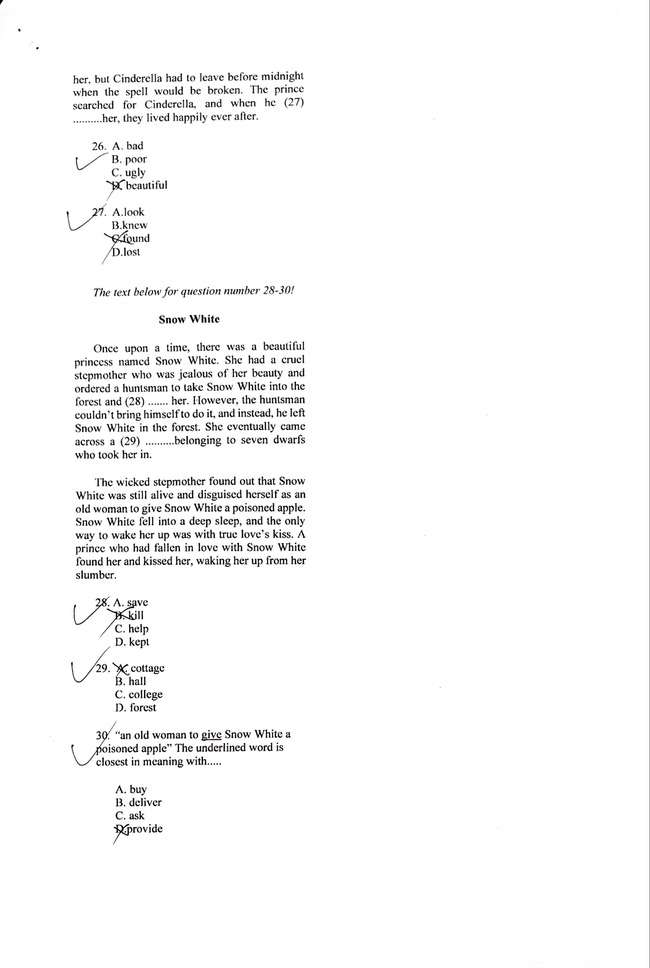 her, but Cinderella had to leave before midnight
when the spell would be broken. The prince
searched for Cinderella, and when he (27)
..........her, they lived happily ever after.
26. A. bad
B. poor
C. ugly
D. beautiful
27. A.look
B.knew
C.found
D.lost
The text below for question number 28-30!
Snow White
Once upon a time, there was a beautiful
princess named Snow White. She had a cruel
stepmother who was jealous of her beauty and
ordered a huntsman to take Snow White into the
forest and (28) ....... her. However, the huntsman
couldn't bring himself to do it, and instead, he left
Snow White in the forest. She eventually came
across a (29) ..........belonging to seven dwarfs
who took her in.
The wicked stepmother found out that Snow
White was still alive and disguised herself as an
old woman to give Snow White a poisoned apple.
Snow White fell into a deep sleep, and the only
way to wake her up was with true love's kiss. A
prince who had fallen in love with Snow White
found her and kissed her, waking her up from her
slumber.
28. A. save
B. kill
C. help
D. kept
29. A. cottage
B. hall
C. college
D. forest
30. "an old woman to give Snow White a
poisoned apple" The underlined word is
closest in meaning with.....
A. buy
B. deliver
C. ask
D. provide